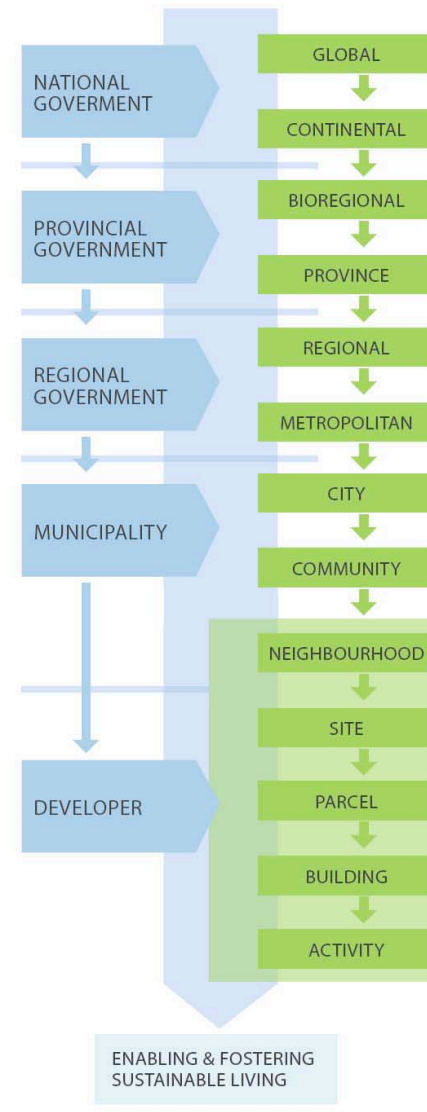 NATIONAL
GOVERMENT
PROVINCIAL
GOVERNMENT
REGIONAL
GOVERNMENT
MUNICIPALITY
DEVELOPER
GLOBAL
CONTINENTAL
BIOREGIONAL
PROVINCE
REGIONAL
METROPOLITAN
CITY
COMMUNITY
NEIGHBOURHOOD
SITE
PARCEL
BUILDING
ACTIVITY
ENABLING & FOSTERING
SUSTAINABLE LIVING